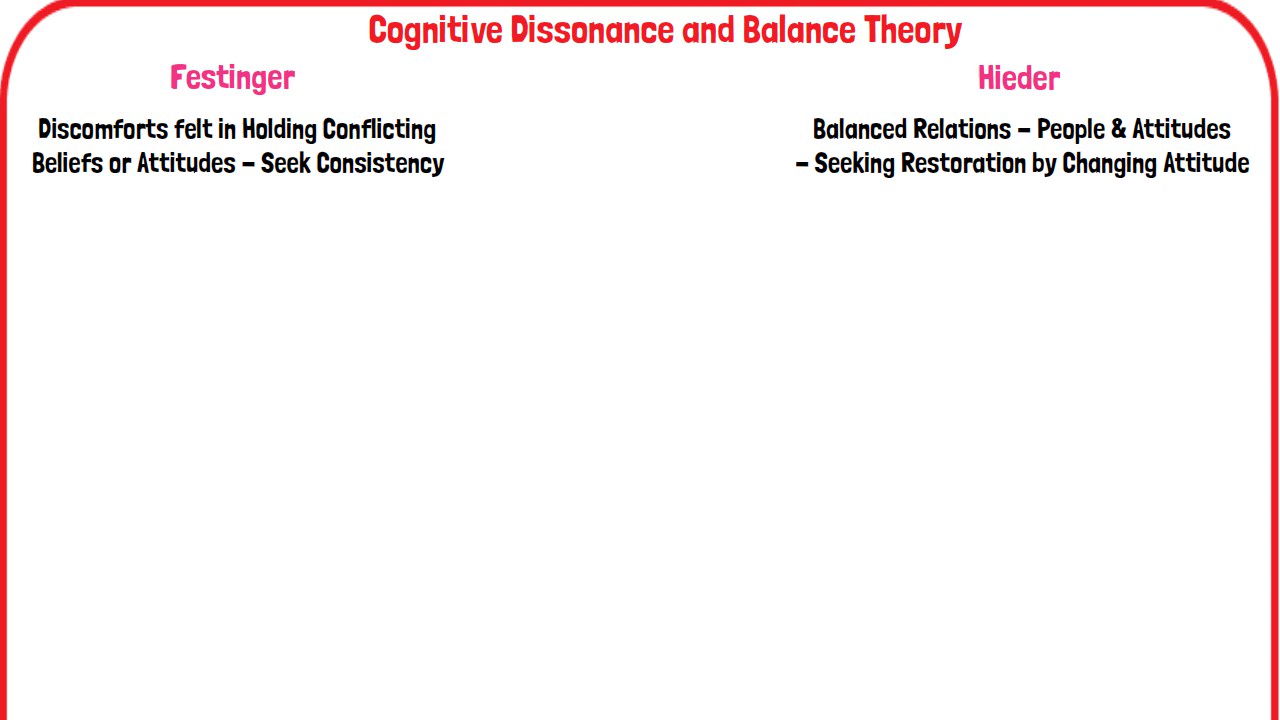 Cognitive Dissonance and Balance Theory
Festinger
Discomforts felt in Holding Conflicting
Beliefs or Attitudes – Seek Consistency
Hieder
Balanced Relations – People & Attitudes
– Seeking Restoration by Changing Attitude